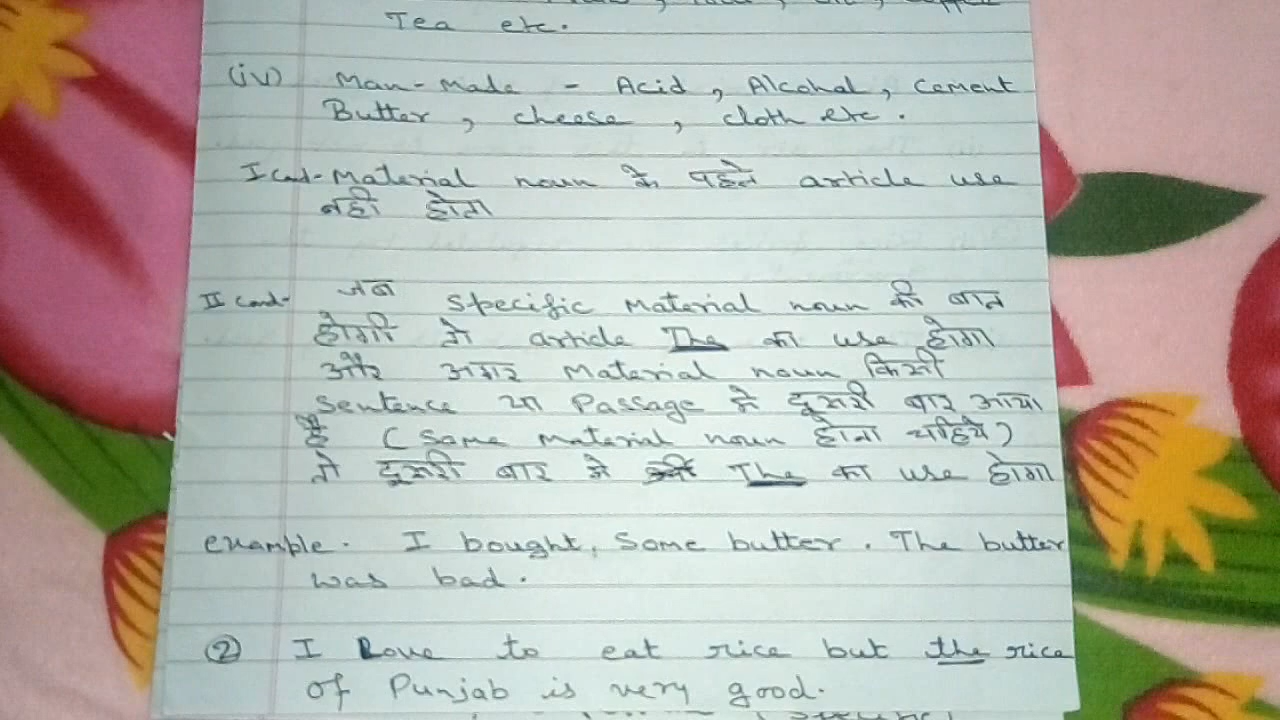 Tea etc.
(iv) Man-Made - Acid, Alcohal, Cement
Butter, cheese, cloth etc.
I Cond- Material noun के पहले article use
नही होगा
II Cond- जब specific Material noun की बात
होगी तो article The का use होगा
और अगर Material noun किसी
Sentence या Passage मे दूसरी बार आया
है (Same material noun होना चाहिये)
तो दूसरी बार मे The का use होगा
example. I bought, Some butter. The butter
was bad.
② I Love to eat rice but the rice
of Punjab is very good.